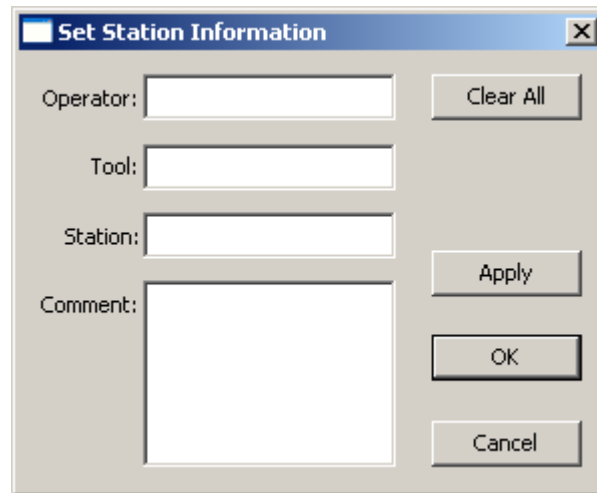 Set Station Information
Operator:
Clear All
Tool:
Station:
Apply
Comment:
OK
Cancel